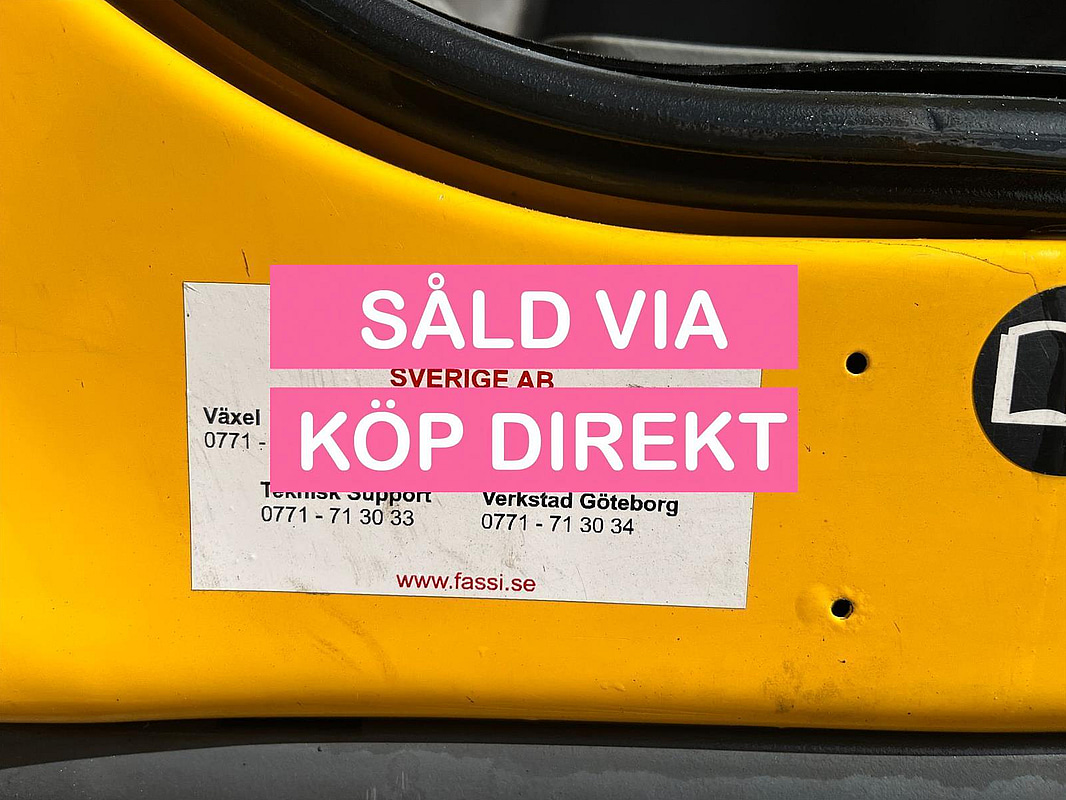 SÅLD VIA
SVERIGE AB
KÖP DIREKT
Växel
0771 -
Teknisk Support Verkstad Göteborg
0771 - 71 30 33 0771 - 71 30 34
www.fassi.se